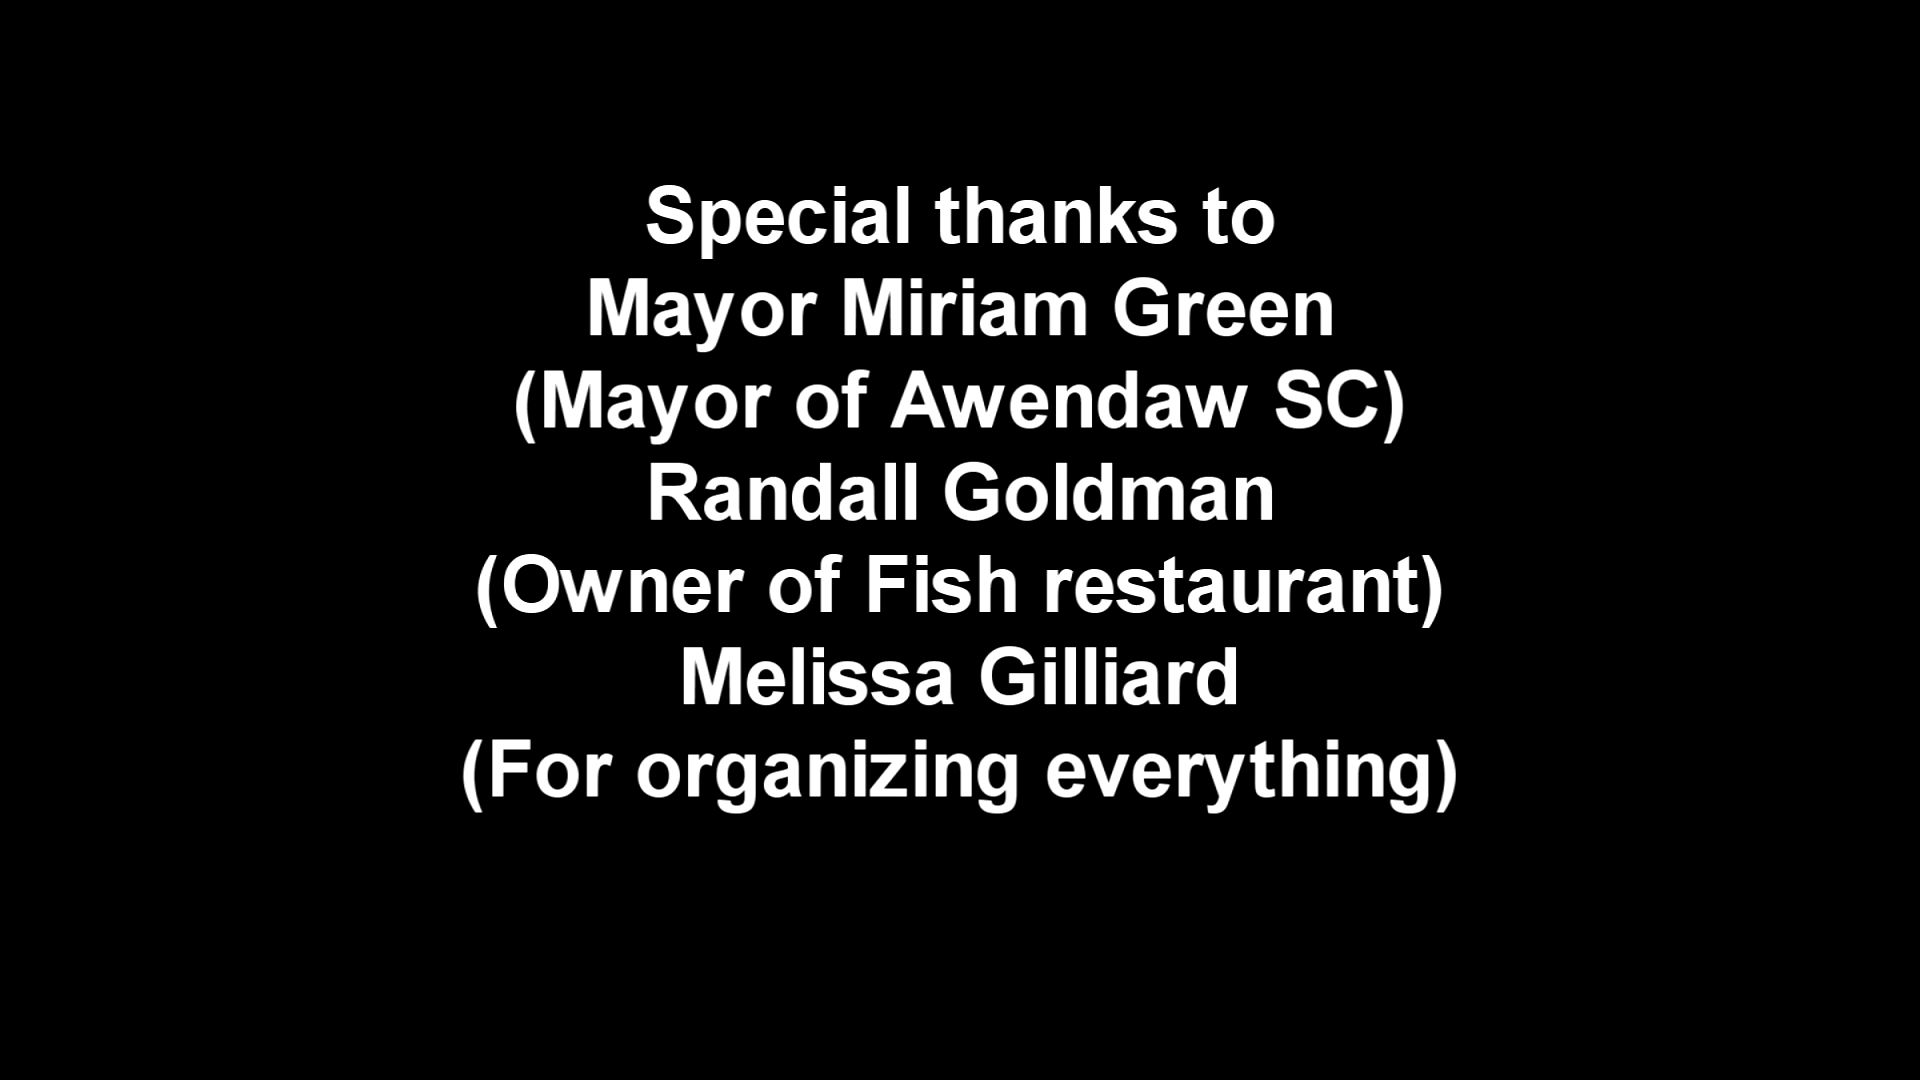 Special thanks to
Mayor Miriam Green
(Mayor of Awendaw SC)
Randall Goldman
(Owner of Fish restaurant)
Melissa Gilliard
(For organizing everything)